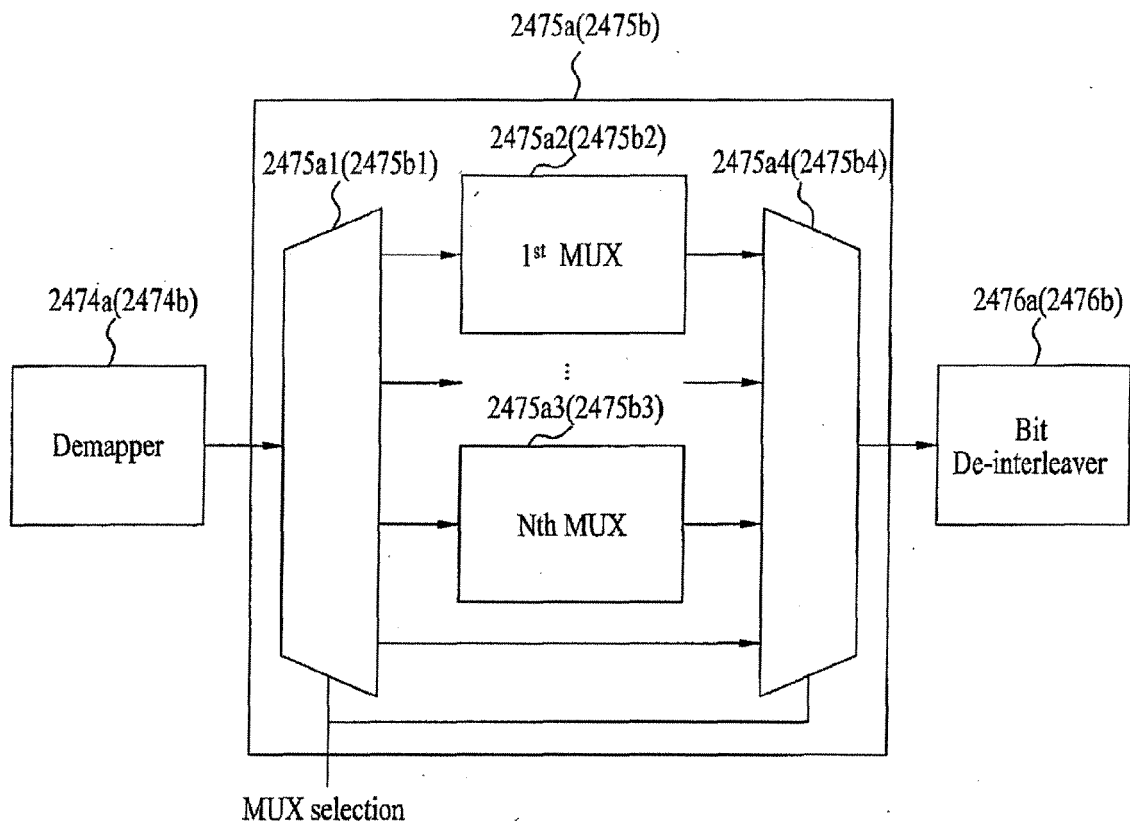 2475a(2475b)
2475a2(2475b2)
2475a1(2475b1)
2475a4(2475b4)
1st MUX
2474a(2474b)
2476a(2476b)
...
2475a3(2475b3)
Demapper
Bit
De-interleaver
Nth MUX
MUX selection